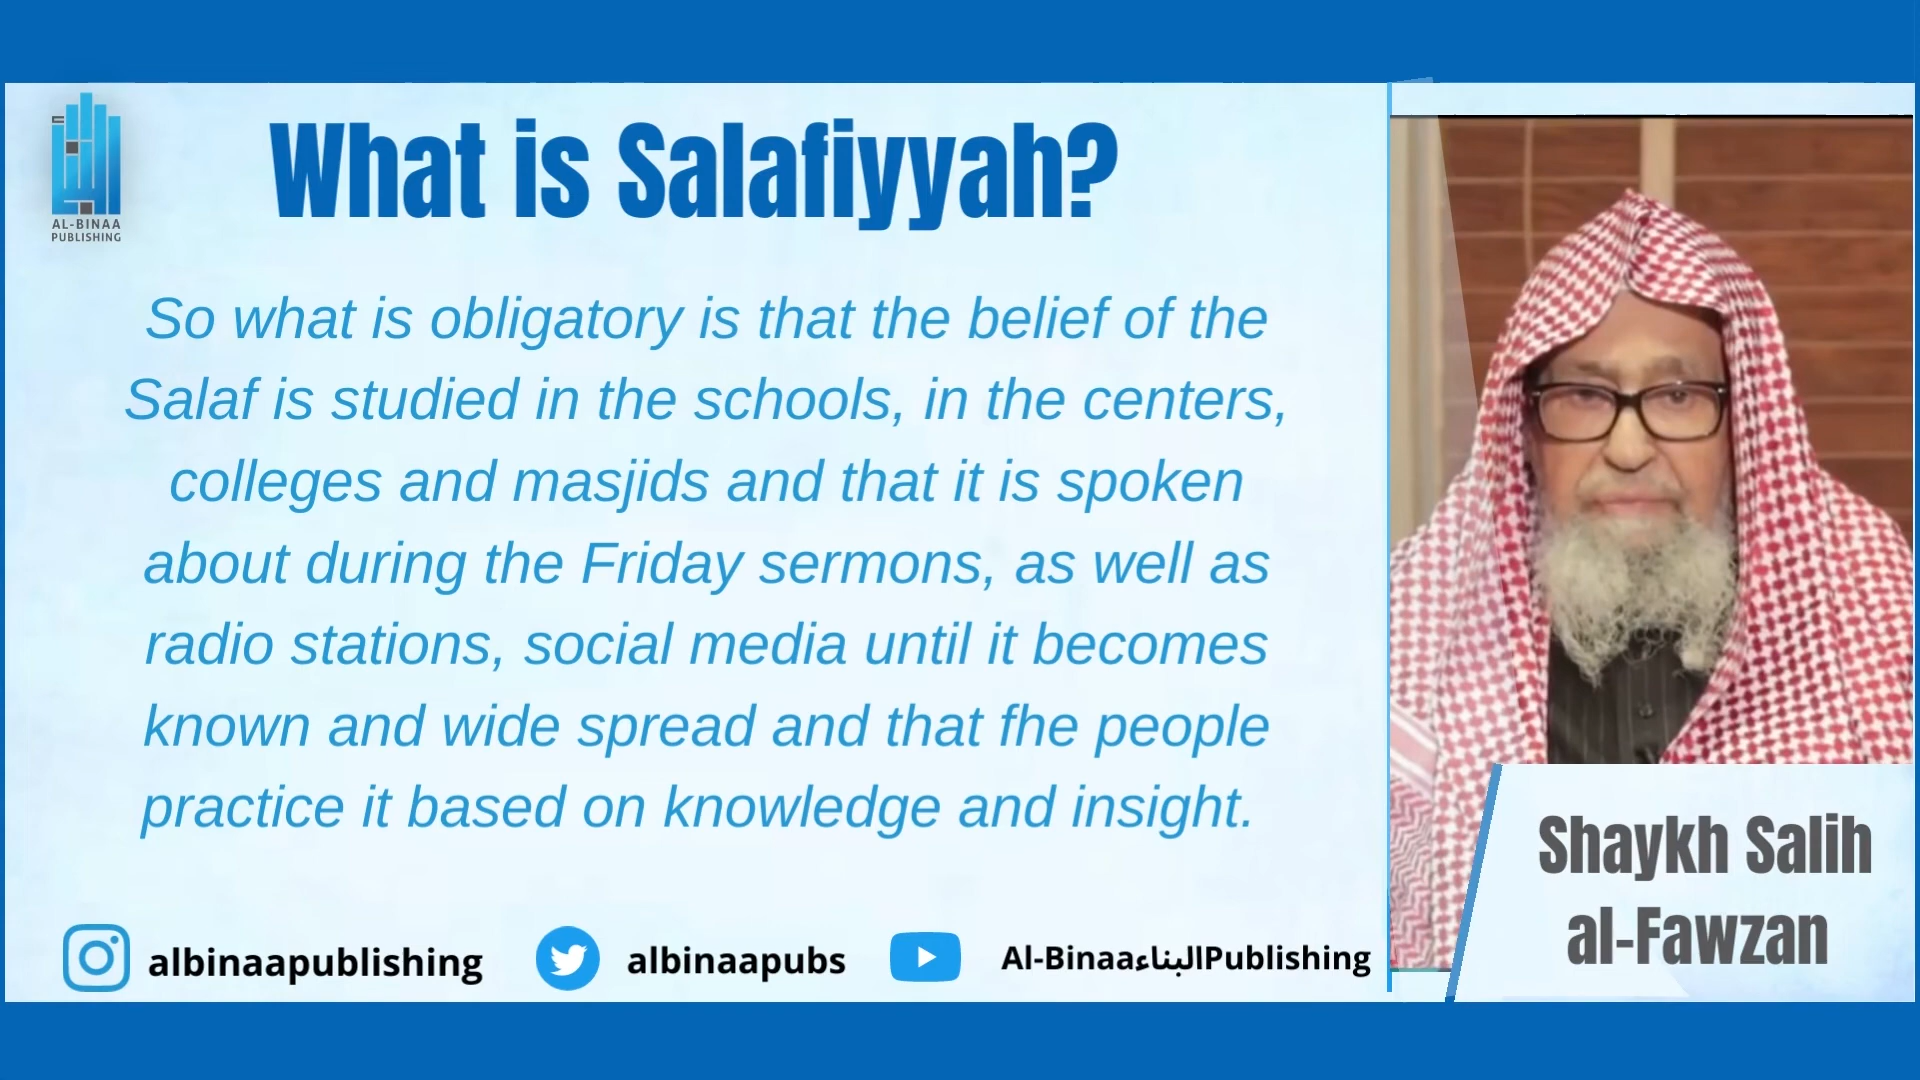 AL-BINAA
PUBLISHING
What is Salafiyyah?
So what is obligatory is that the belief of the
Salaf is studied in the schools, in the centers,
colleges and masjids and that it is spoken
about during the Friday sermons, as well as
radio stations, social media until it becomes
known and wide spread and that fhe people
practice it based on knowledge and insight.
albinaapublishing
albinaapubs
Al-BinaaالبناءPublishing
Shaykh Salih
al-Fawzan